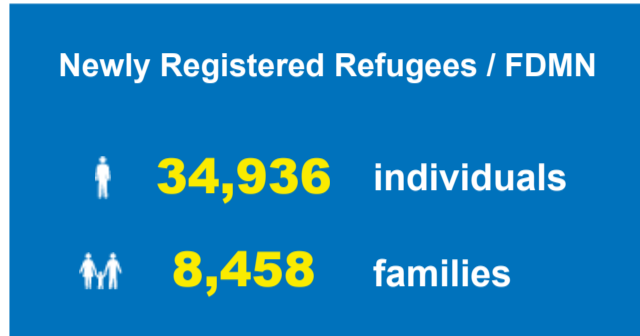 Newly Registered Refugees / FDMN
34,936 individuals
8,458 families